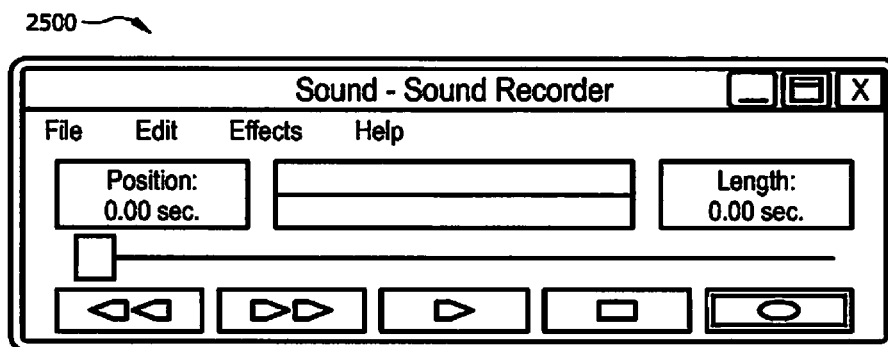 2500
Sound - Sound Recorder
X
File Edit Effects Help
Position:
0.00 sec.
Length:
0.00 sec.